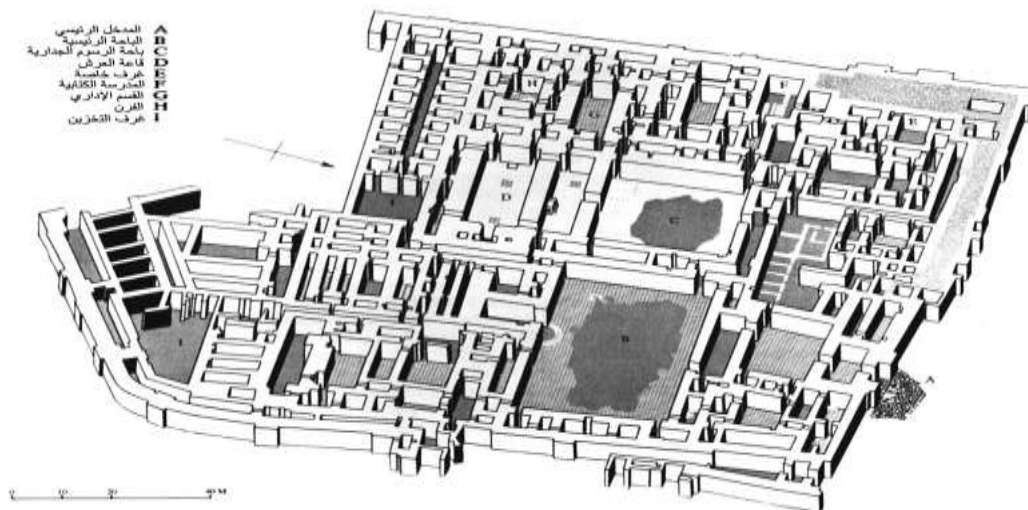 A المدخل الرئيسي
B الباحة الرئيسية
C باحة الرسوم الجدارية
D قاعة العرش
E غرف خاصة
F المدرسة الكتابية
G القسم الإداري
H الفرن
I غرف التخزين
H
F
G
E
I
D
C
I
B
A
0 10 20 40 M